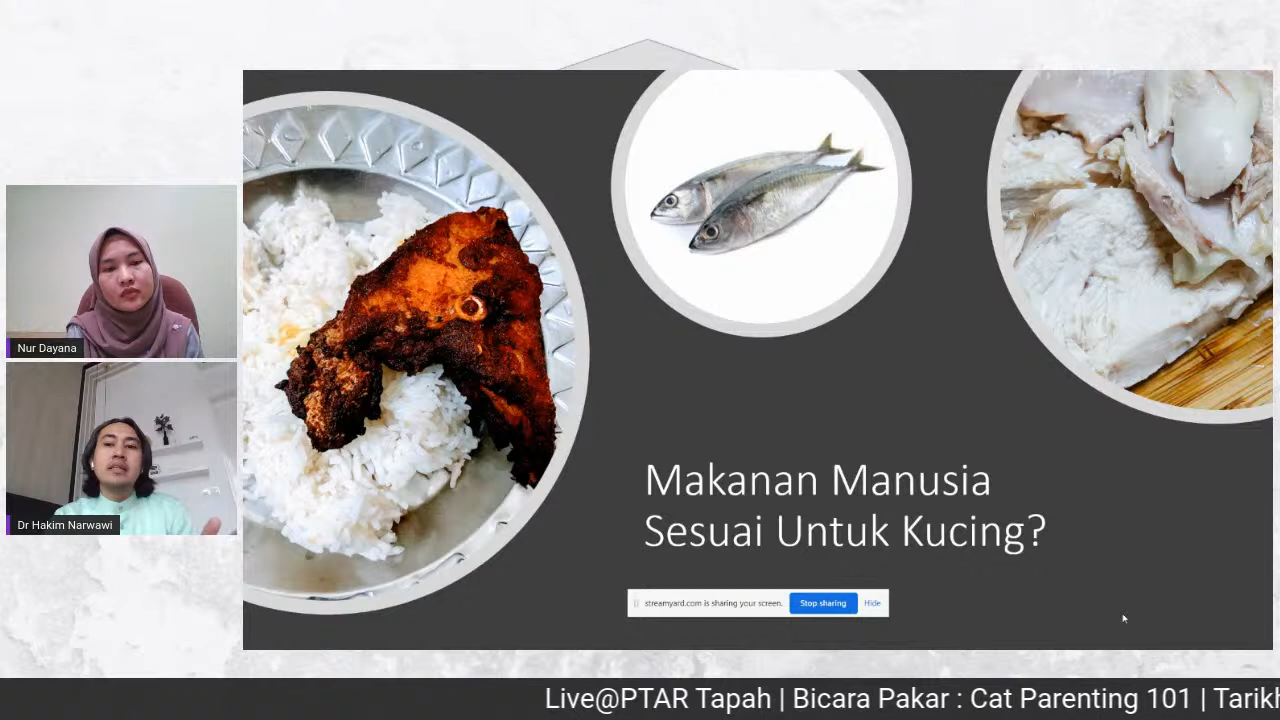 Nur Dayana
Dr Hakim Narwawi
Makanan Manusia
Sesuai Untuk Kucing?
streamyard.com is sharing your screen.
Stop sharing
Hide
Live@PTAR Tapah | Bicara Pakar : Cat Parenting 101 | Tarikh